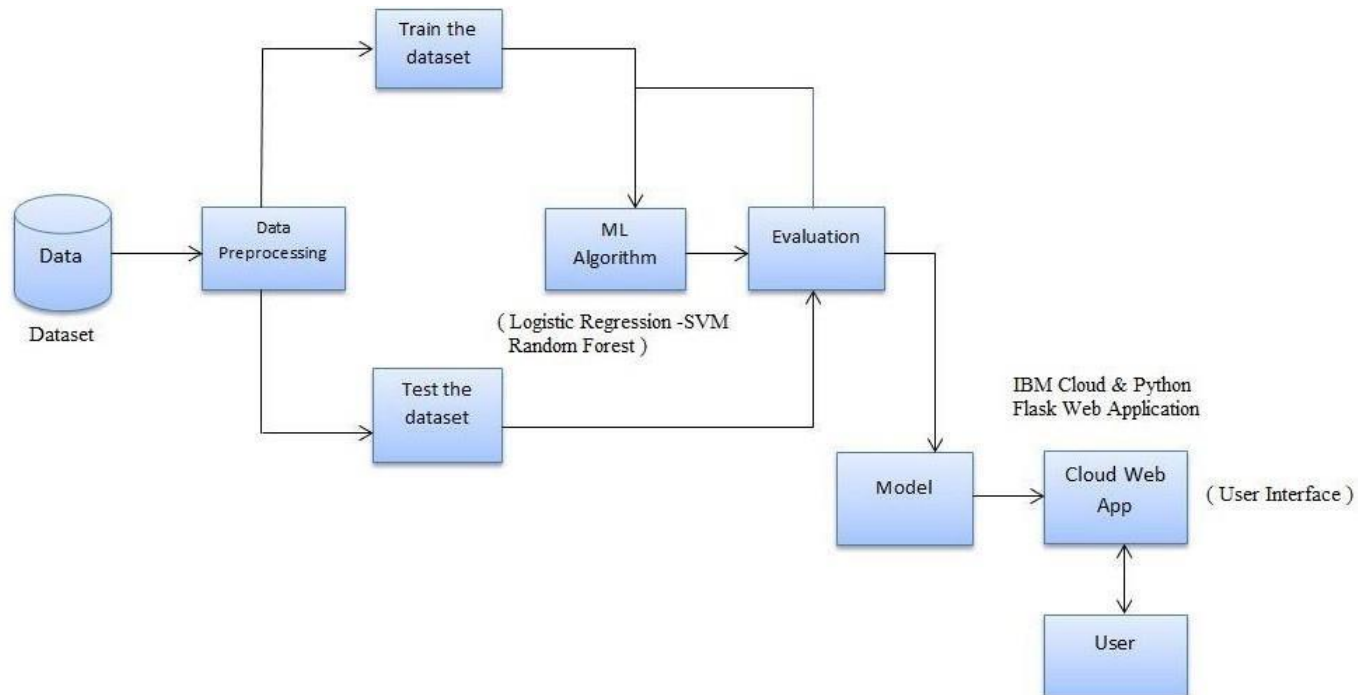 Train the
dataset
Data
Preprocessing
ML
Algorithm
Evaluation
Data
Dataset
( Logistic Regression -SVM
Random Forest )
Test the
dataset
IBM Cloud & Python
Flask Web Application
Model
Cloud Web
App
( User Interface )
User